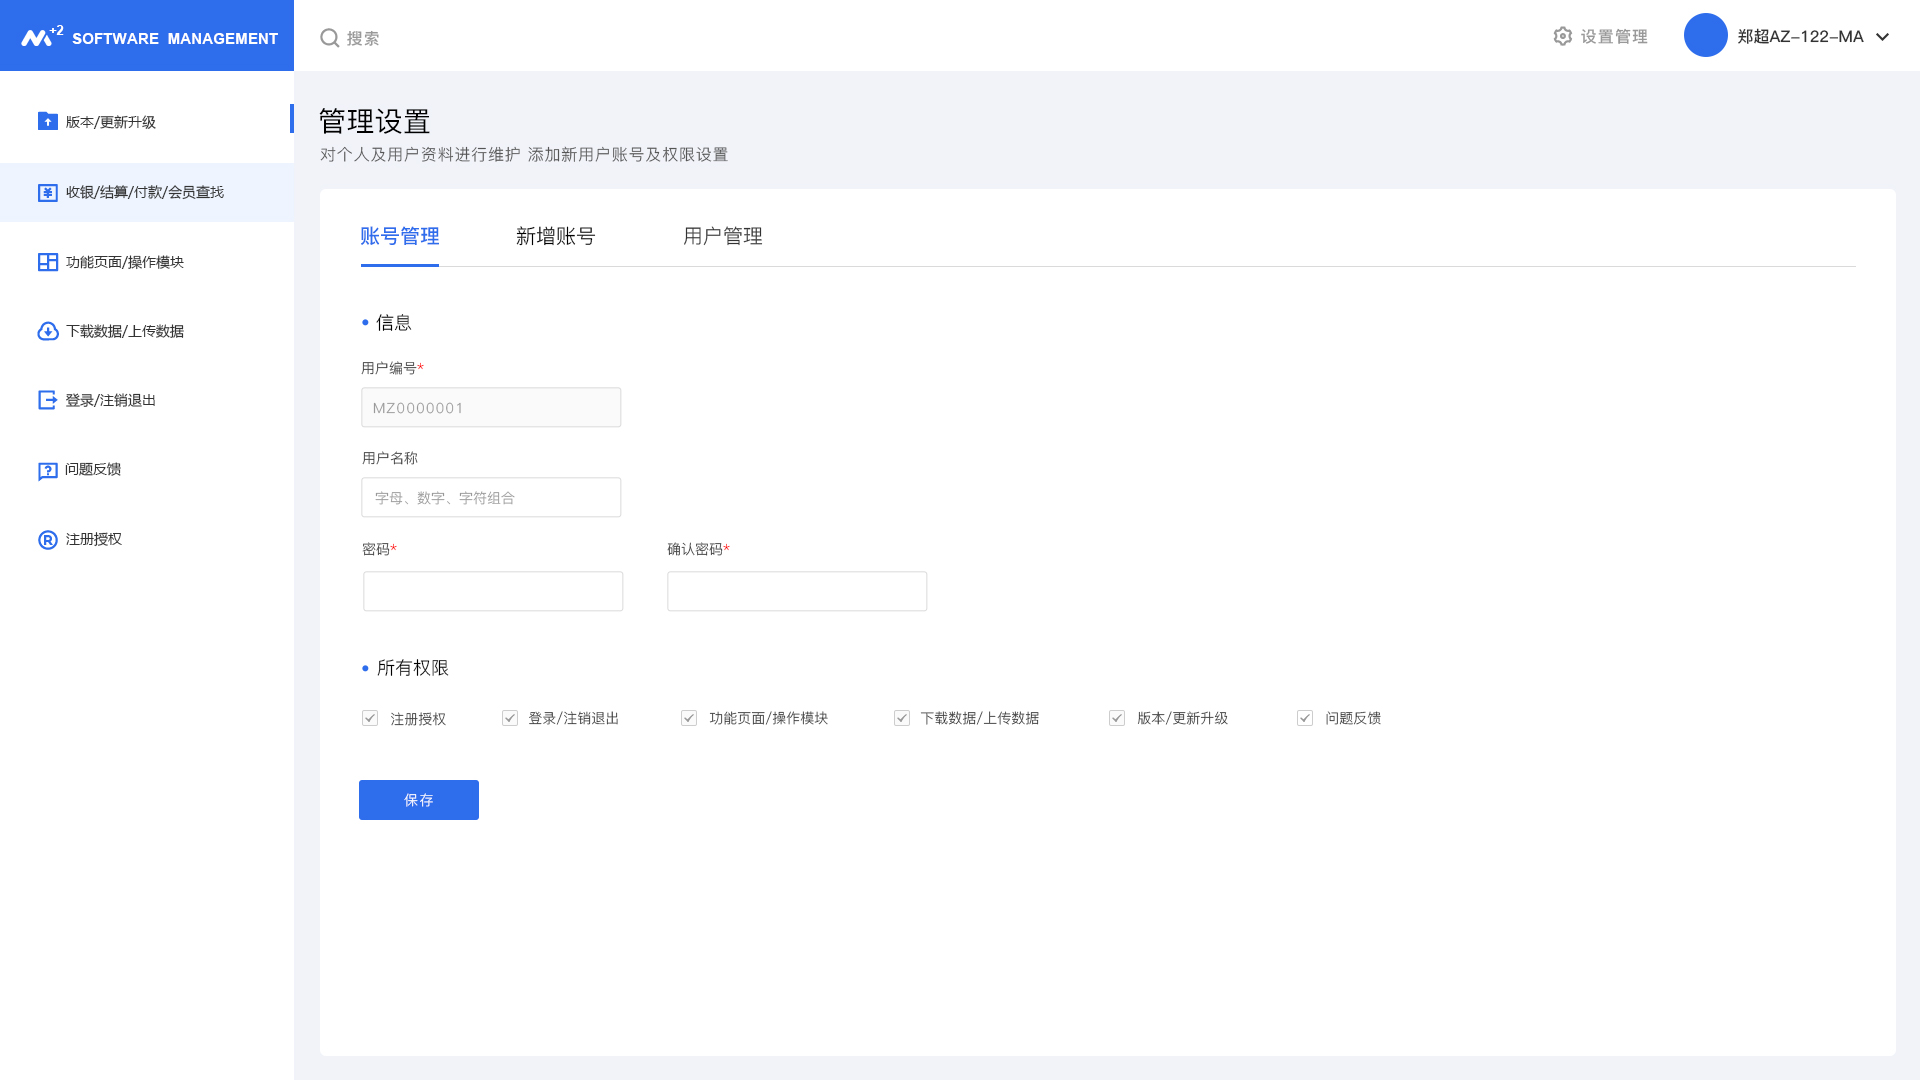 M+2 SOFTWARE MANAGEMENT
搜索
设置管理
郑超AZ-122-MA
版本/更新升级
收银/结算/付款/会员查找
功能页面/操作模块
下载数据/上传数据
登录/注销退出
问题反馈
注册授权
管理设置
对个人及用户资料进行维护 添加新用户账号及权限设置
账号管理 新增账号 用户管理
• 信息
用户编号*
MZ0000001
用户名称
字母、数字、字符组合
密码* 确认密码*
• 所有权限
注册授权 登录/注销退出 功能页面/操作模块 下载数据/上传数据 版本/更新升级 问题反馈
保存